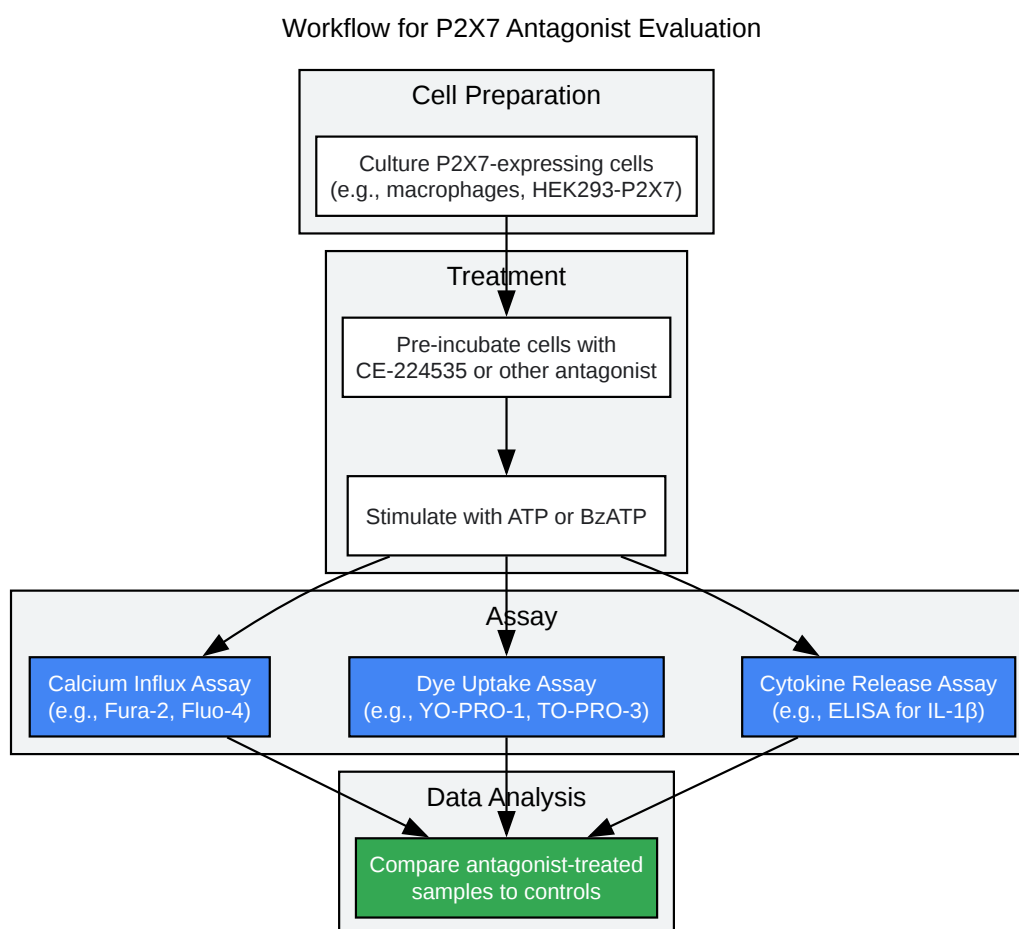 Workflow for P2X7 Antagonist Evaluation
Cell Preparation
Culture P2X7-expressing cells
(e.g., macrophages, HEK293-P2X7)
Treatment
Pre-incubate cells with
CE-224535 or other antagonist
Stimulate with ATP or BzATP
Assay
Calcium Influx Assay
(e.g., Fura-2, Fluo-4)
Dye Uptake Assay
(e.g., YO-PRO-1, TO-PRO-3)
Cytokine Release Assay
(e.g., ELISA for IL-1β)
Data Analysis
Compare antagonist-treated
samples to controls